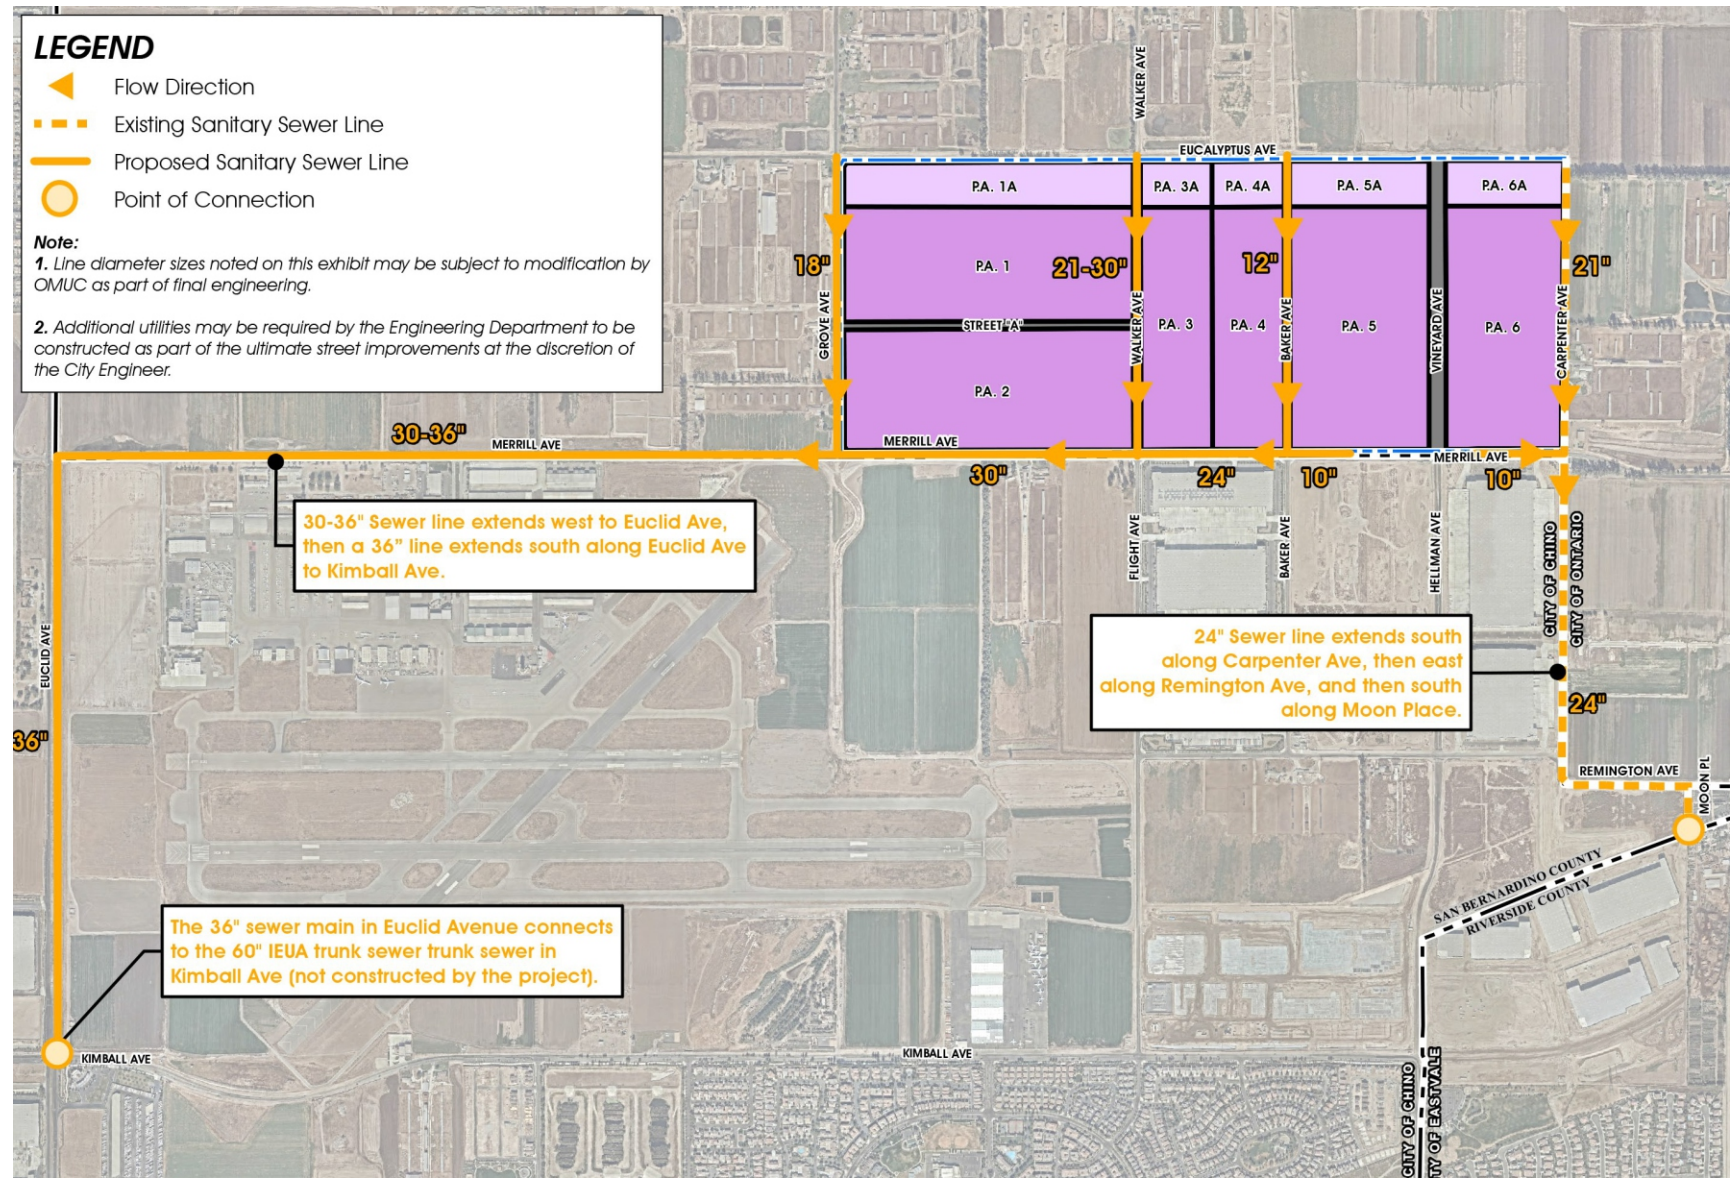 LEGEND
Flow Direction
Existing Sanitary Sewer Line
Proposed Sanitary Sewer Line
Point of Connection
Note:
1. Line diameter sizes noted on this exhibit may be subject to modification by
OMUC as part of final engineering.
2. Additional utilities may be required by the Engineering Department to be
constructed as part of the ultimate street improvements at the discretion of
the City Engineer.
WALKER AVE
EUCALYPTUS AVE
P.A. 1A
P.A. 3A
P.A. 4A
P.A. 5A
P.A. 6A
18"
P.A. 1
21-30"
12"
21"
GROVE AVE
STREET "A"
WALKER AVE
P.A. 3
P.A. 4
BAKER AVE
P.A. 5
VINEYARD AVE
P.A. 6
CARPENTER AVE
P.A. 2
30-36"
MERRILL AVE
MERRILL AVE
MERRILL AVE
30"
24"
10"
10"
30-36" Sewer line extends west to Euclid Ave,
then a 36" line extends south along Euclid Ave
to Kimball Ave.
FLIGHT AVE
BAKER AVE
HELLMAN AVE
CITY OF CHINO
CITY OF ONTARIO
EUCLID AVE
24" Sewer line extends south
along Carpenter Ave, then east
along Remington Ave, and then south
along Moon Place.
24"
36"
REMINGTON AVE
MOON PL
SAN BERNARDINO COUNTY
RIVERSIDE COUNTY
The 36" sewer main in Euclid Avenue connects
to the 60" IEUA trunk sewer trunk sewer in
Kimball Ave (not constructed by the project).
KIMBALL AVE
KIMBALL AVE
CITY OF CHINO
TY OF EASTVALE